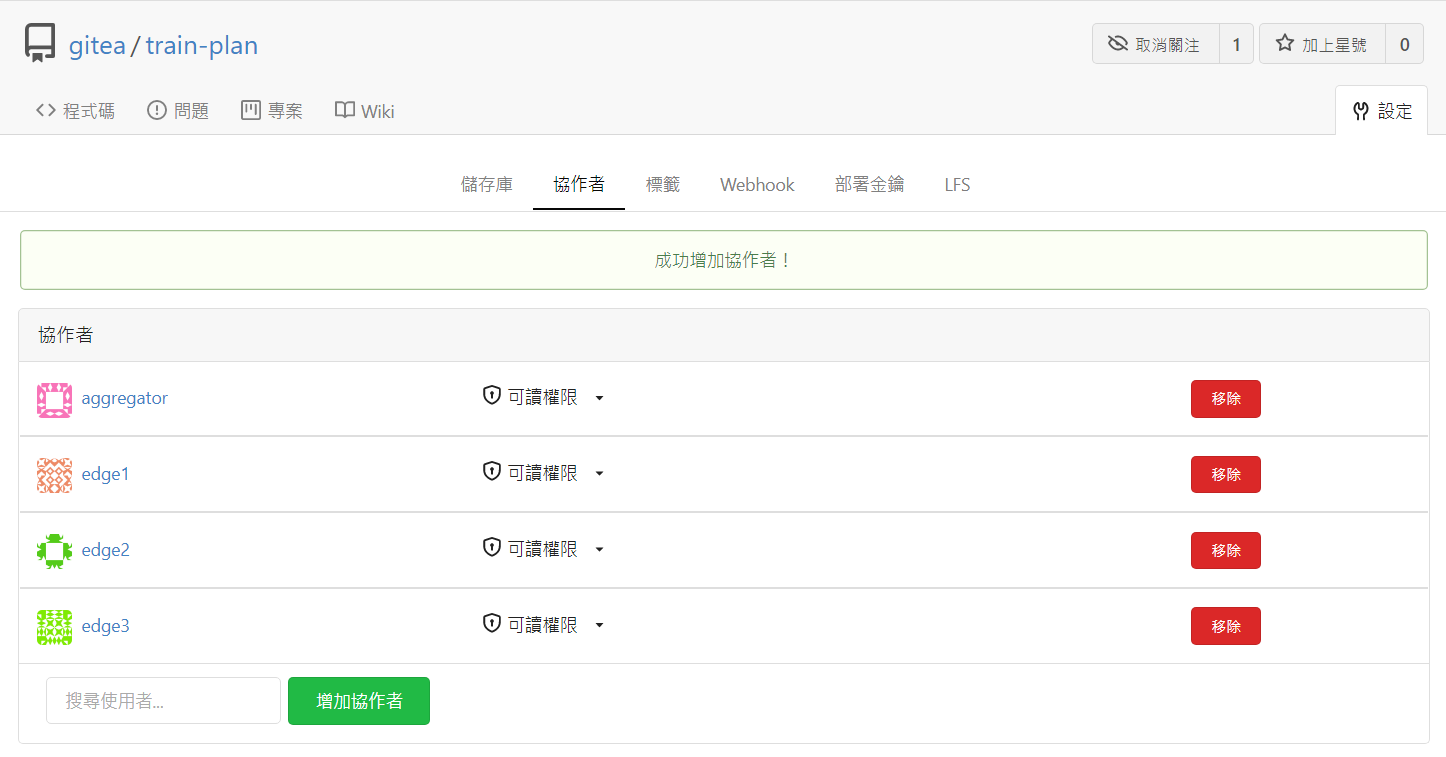 gitea / train-plan 取消關注 1 加上星號 0
程式碼 問題 專案 Wiki 設定
儲存庫 協作者 標籤 Webhook 部署金鑰 LFS
成功增加協作者！
協作者
aggregator 可讀權限 移除
edge1 可讀權限 移除
edge2 可讀權限 移除
edge3 可讀權限 移除
搜尋使用者... 增加協作者